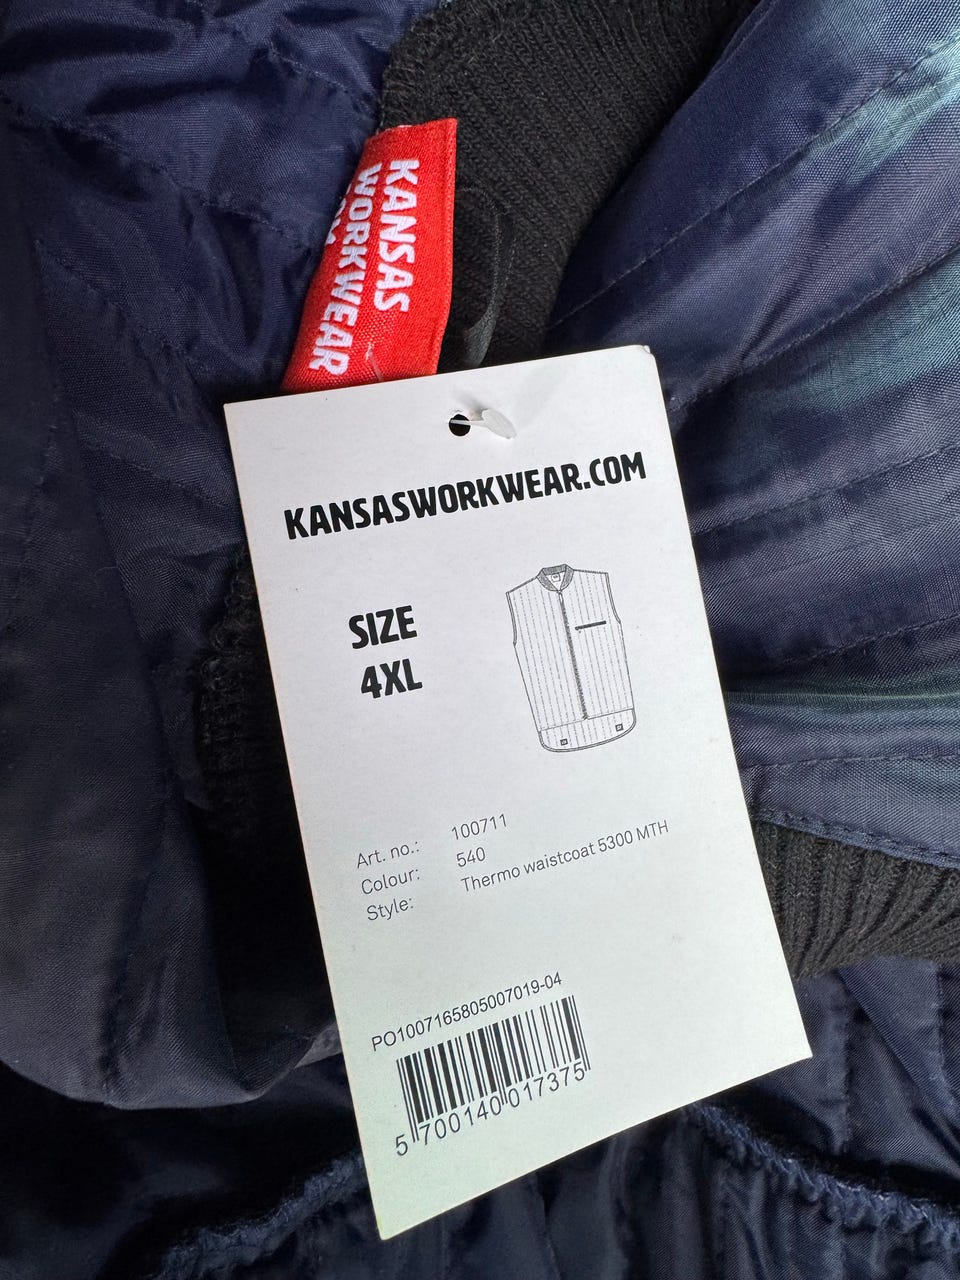 KANSAS
WORKWEAR
KANSASWORKWEAR.COM
SIZE
4XL
Art. no.: 100711
Colour: 540
Style: Thermo waistcoat 5300 MTH
PO1007165805007019-04
5 700140 017375